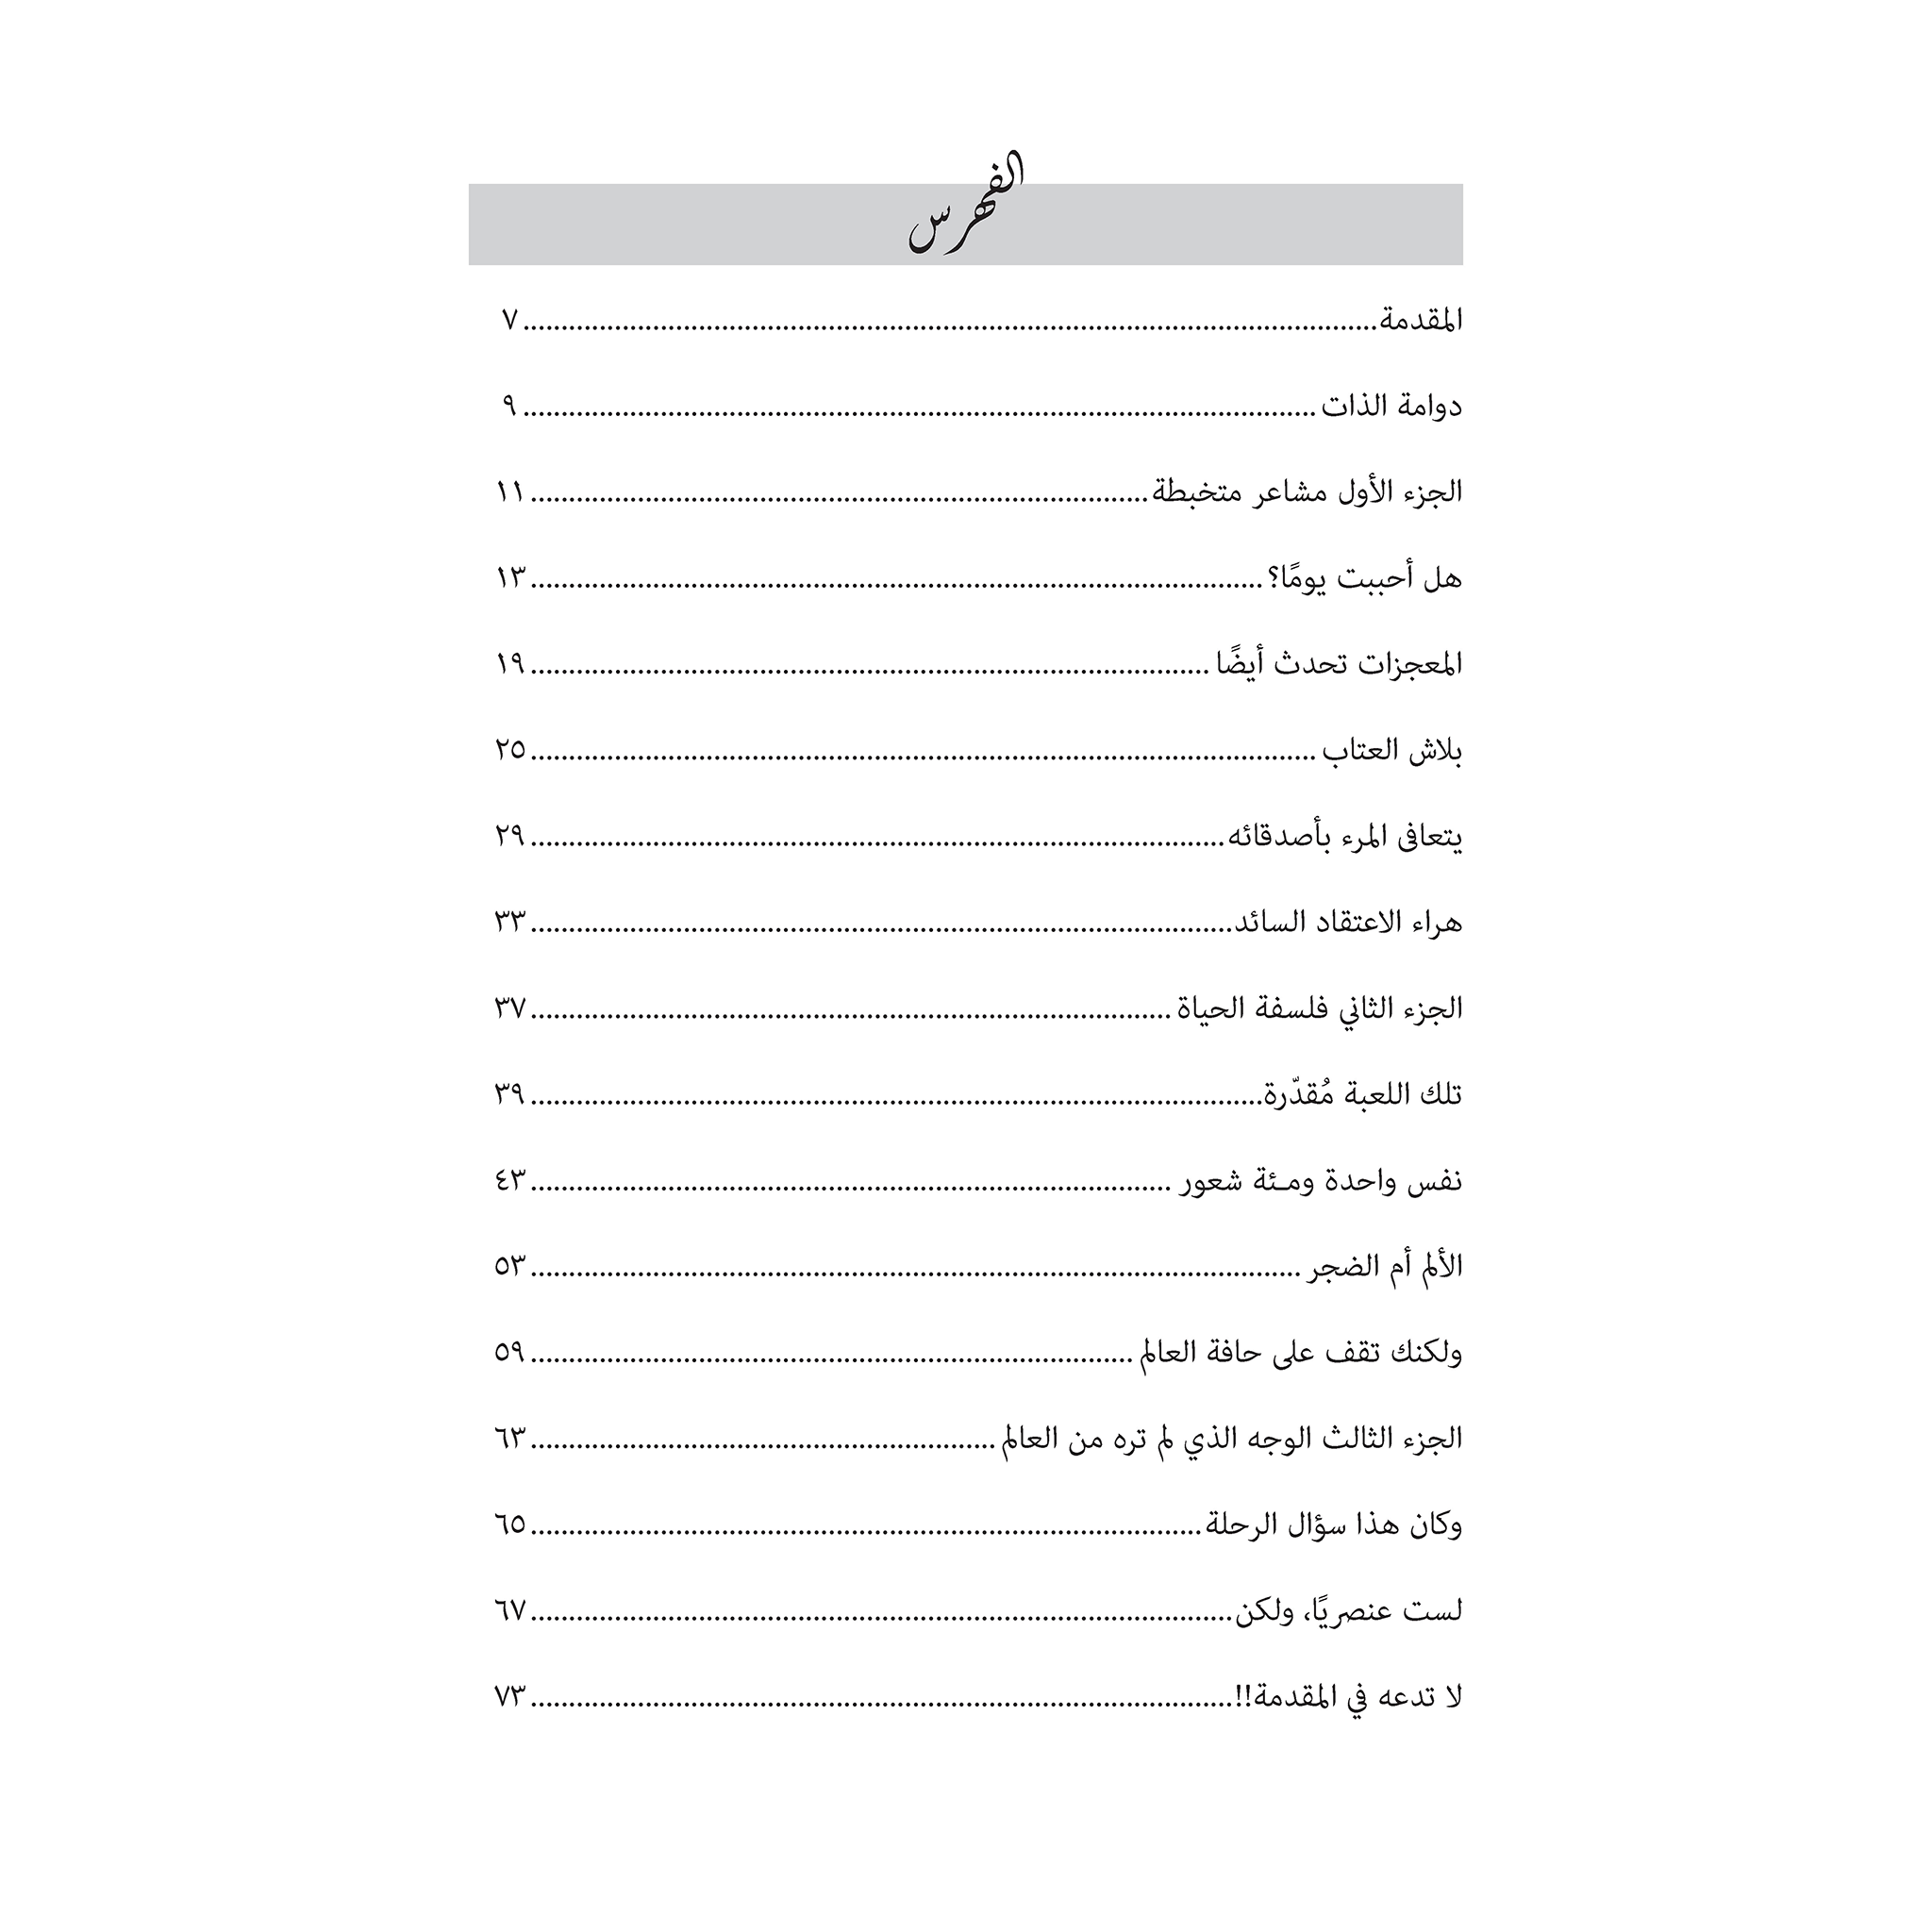 الفهرس
المقدمة................................................................................................................ ٧
دوامة الذات ........................................................................................................ ٩
الجزء الأول مشاعر متخبطة................................................................................. ١١
هل أحببت يومًا؟ ................................................................................................ ١٣
المعجزات تحدث أيضًا ......................................................................................... ١٩
بلاش العتاب ....................................................................................................... ٢٥
يتعافى المرء بأصدقائه........................................................................................... ٢٩
هراء الاعتقاد السائد............................................................................................ ٣٣
الجزء الثاني فلسفة الحياة .................................................................................... ٣٧
تلك اللعبة مُقدّرة................................................................................................ ٣٩
نفس واحدة ومـئة شعور .................................................................................... ٤٣
الألم أم الضجر ..................................................................................................... ٥٣
ولكنك تقف على حافة العالم ............................................................................... ٥٩
الجزء الثالث الوجه الذي لم تره من العالم ............................................................. ٦٣
وكان هذا سؤال الرحلة........................................................................................ ٦٥
لست عنصريًا، ولكن............................................................................................ ٦٧
لا تدعه في المقدمة!!............................................................................................ ٧٣